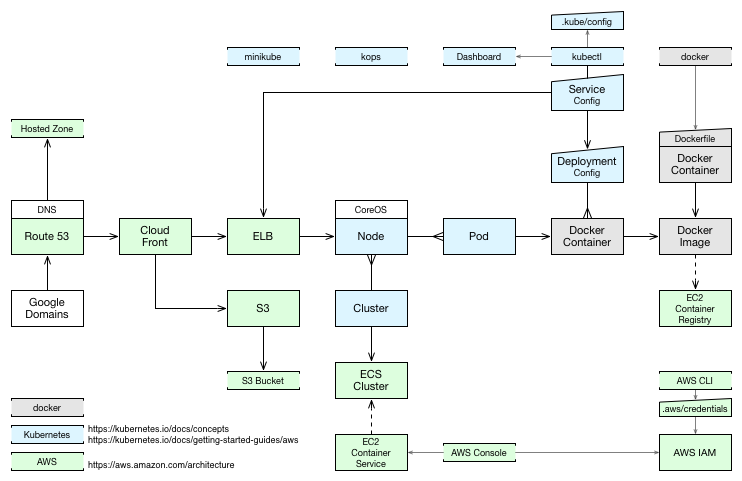 .kube/config
minikube
kops
Dashboard
kubectl
docker
Service
Config
Hosted Zone
Dockerfile
Docker
Container
Deployment
Config
DNS
CoreOS
Route 53
Cloud
Front
ELB
Node
Pod
Docker
Container
Docker
Image
Google
Domains
S3
Cluster
EC2
Container
Registry
S3 Bucket
ECS
Cluster
AWS CLI
.aws/credentials
docker
Kubernetes
https://kubernetes.io/docs/concepts
https://kubernetes.io/docs/getting-started-guides/aws
EC2
Container
Service
AWS Console
AWS IAM
AWS
https://aws.amazon.com/architecture